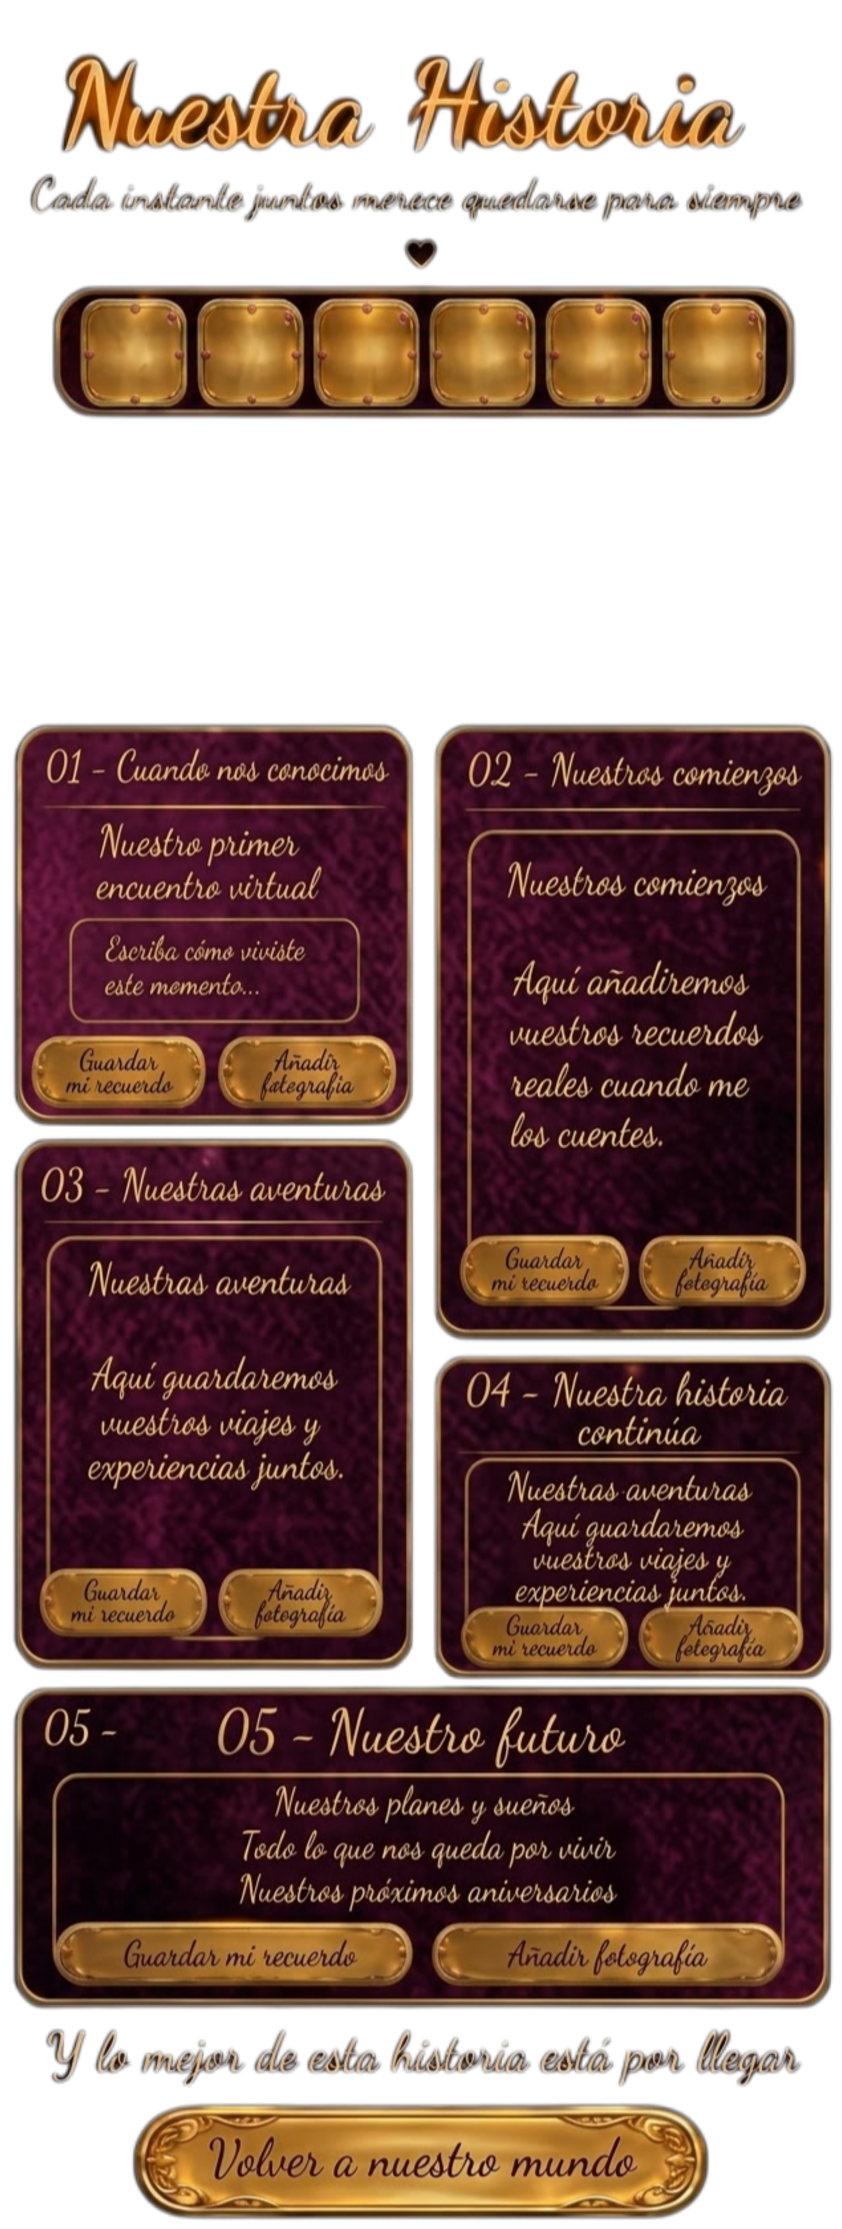 Nuestra Historia
Cada instante juntos merece quedarse para siempre
01 - Cuando nos conocimos
Nuestro primer
encuentro virtual
Escriba cómo viviste
este momento...
Guardar
mi recuerdo
Añadir
fotegrafia
02 - Nuestros comienzos
Nuestros comienzos
Aquí añadiremos
vuestros recuerdos
reales cuando me
los cuentes.
Guardar
mi recuerdo
Añadir
fotegrafía
03 - Nuestras aventuras
Nuestras aventuras
Aquí guardaremos
vuestros viajes y
experiencias juntos.
Guardar
mi recuerdo
Añadir
fotografía
04 - Nuestra historia
continúa
Nuestras aventuras
Aquí guardaremos
vuestros viajes y
experiencias juntos.
Guardar
mi recuerdo
Añadir
fotegrafía
05 -
05 - Nuestro futuro
Nuestros planes y sueños
Todo lo que nos queda por vivir
Nuestros próximos aniversarios
Guardar mi recuerdo
Añadir fotografía
Y lo mejor de esta historia está por llegar
Volver a nuestro mundo